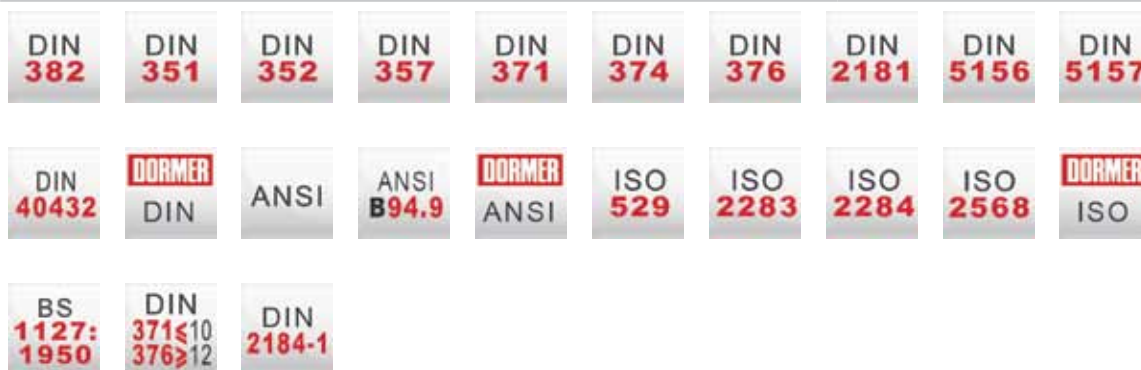 DIN DIN DIN DIN DIN DIN DIN DIN DIN DIN
382 351 352 357 371 374 376 2181 5156 5157
DIN DORMER ANSI ANSI DORMER ISO ISO ISO ISO DORMER
40432 DIN B94.9 ANSI 529 2283 2284 2568 ISO
BS DIN DIN
1127: 371≤10 2184-1
1950 376≥12